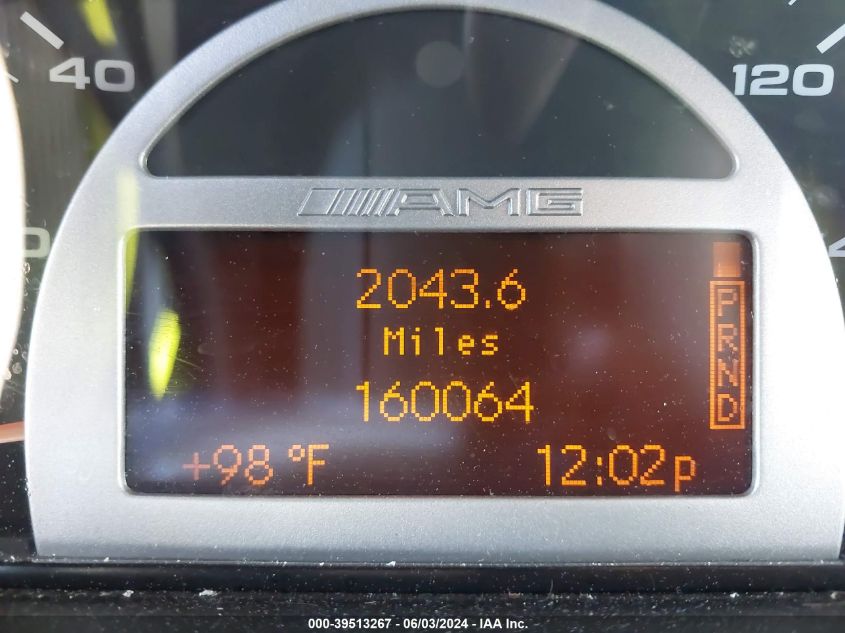 40
120
AMG
2043.6
Miles
160064
P
R
N
D
+98 °F
12:02p
000-39513267 - 06/03/2024 - IAA Inc.